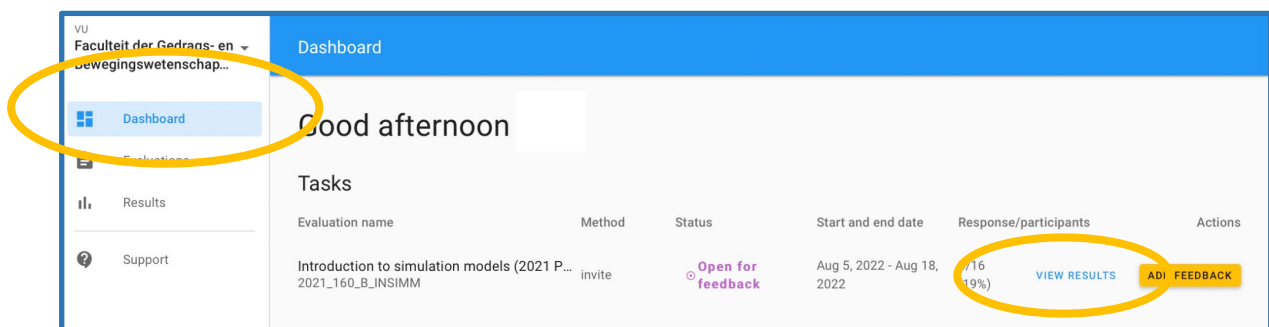 VU
Faculteit der Gedrags- en
Bewegingswetenschap...
Dashboard
Dashboard
Good afternoon
Evaluations
Tasks
Results
Evaluation name Method Status Start and end date Response/participants Actions
Support
Introduction to simulation models (2021 P... invite Open for feedback Aug 5, 2022 - Aug 18, 2022 /16 19%) VIEW RESULTS FEEDBACK
2021_160_B_INSIMM